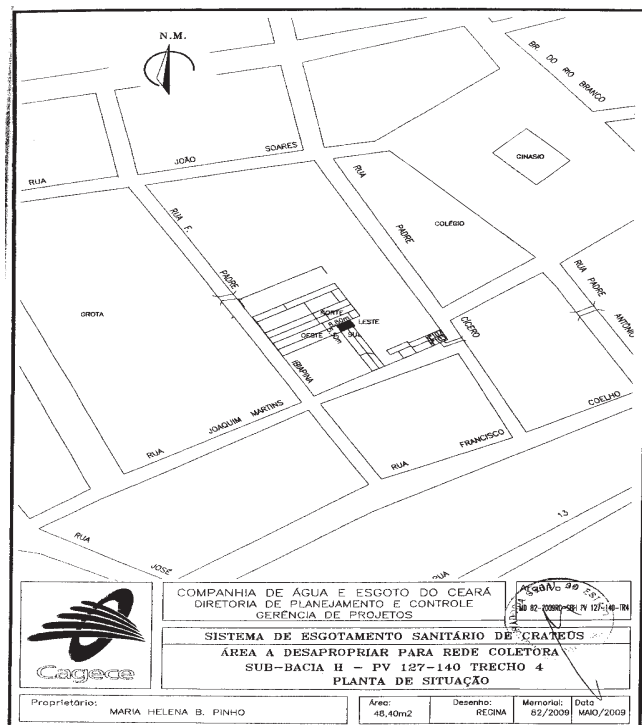 N.M.
BR. DO RIO BRANCO
RUA JOÃO SOARES
GINASIO
RUA PADRE CÍCERO
COLÉGIO
RUA F. PADRE IBIAPINA
RUA PADRE ANTONIO
GROTA
NORTE
LESTE
OESTE
SUL
RUA JOAQUIM MARTINS
RUA FRANCISCO COELHO
RUA JOSÉ
13
RUA
Cagece
COMPANHIA DE ÁGUA E ESGOTO DO CEARÁ
DIRETORIA DE PLANEJAMENTO E CONTROLE
GERÊNCIA DE PROJETOS
SISTEMA DE ESGOTAMENTO SANITÁRIO DE CRATEÚS
ÁREA A DESAPROPRIAR PARA REDE COLETORA
SUB-BACIA H - PV 127-140 TRECHO 4
PLANTA DE SITUAÇÃO
Proprietário:
MARIA HELENA B. PINHO
Área:
48,40m2
Desenho:
REGINA
Memorial:
82/2009
Data
MAIO/2009